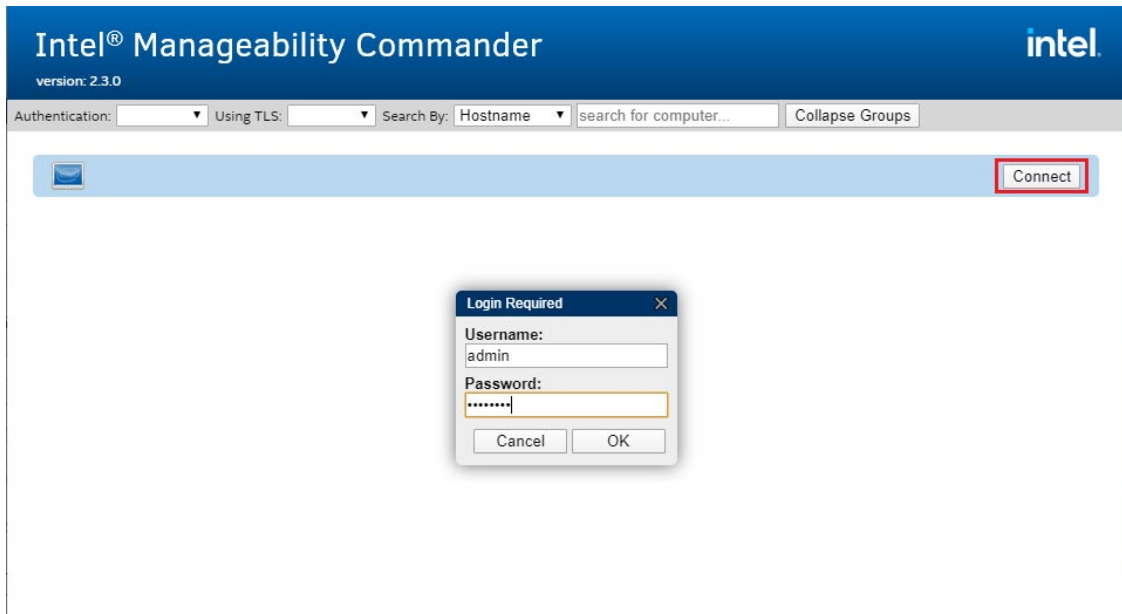 Intel® Manageability Commander
intel.
version: 2.3.0
Authentication: Using TLS: Search By: Hostname search for computer... Collapse Groups
Connect
Login Required
Username:
admin
Password:
••••••••
Cancel OK